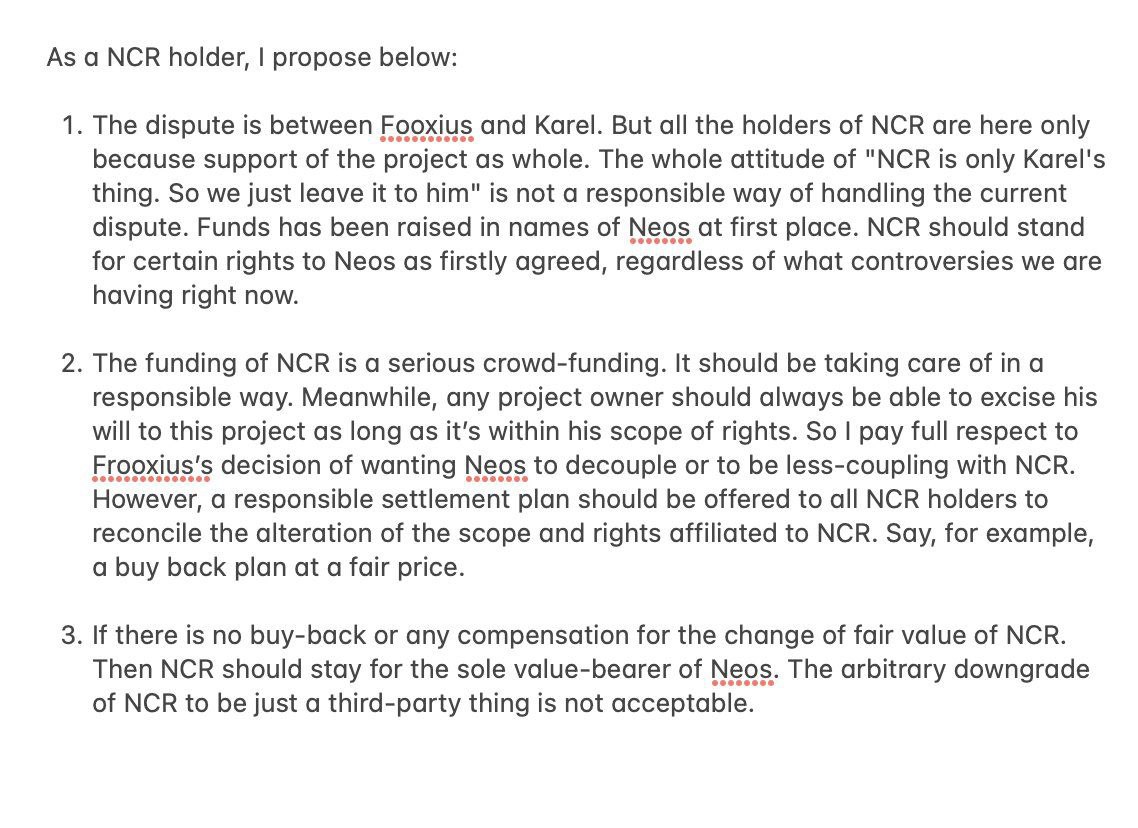 As a NCR holder, I propose below:
1. The dispute is between Fooxius and Karel. But all the holders of NCR are here only
because support of the project as whole. The whole attitude of "NCR is only Karel's
thing. So we just leave it to him" is not a responsible way of handling the current
dispute. Funds has been raised in names of Neos at first place. NCR should stand
for certain rights to Neos as firstly agreed, regardless of what controversies we are
having right now.
2. The funding of NCR is a serious crowd-funding. It should be taking care of in a
responsible way. Meanwhile, any project owner should always be able to excise his
will to this project as long as it’s within his scope of rights. So I pay full respect to
Frooxius’s decision of wanting Neos to decouple or to be less-coupling with NCR.
However, a responsible settlement plan should be offered to all NCR holders to
reconcile the alteration of the scope and rights affiliated to NCR. Say, for example,
a buy back plan at a fair price.
3. If there is no buy-back or any compensation for the change of fair value of NCR.
Then NCR should stay for the sole value-bearer of Neos. The arbitrary downgrade
of NCR to be just a third-party thing is not acceptable.